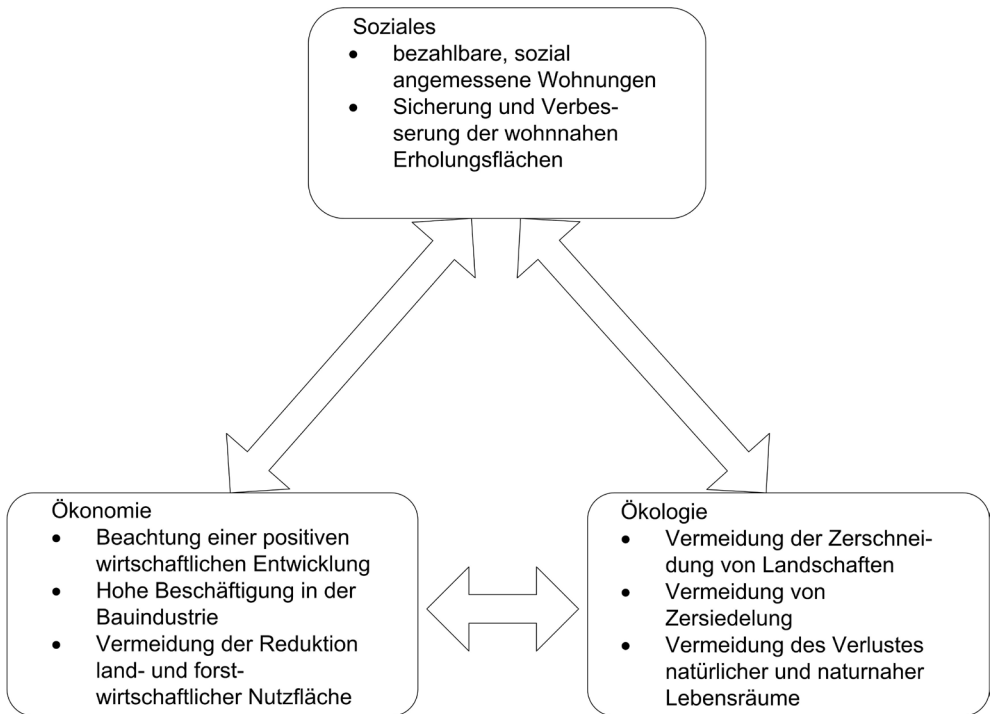 Soziales
• bezahlbare, sozial
angemessene Wohnungen
• Sicherung und Verbes-
serung der wohnnahen
Erholungsflächen
Ökonomie
• Beachtung einer positiven
wirtschaftlichen Entwicklung
• Hohe Beschäftigung in der
Bauindustrie
• Vermeidung der Reduktion
land- und forst-
wirtschaftlicher Nutzfläche
Ökologie
• Vermeidung der Zerschnei-
dung von Landschaften
• Vermeidung von
Zersiedelung
• Vermeidung des Verlustes
natürlicher und naturnaher
Lebensräume